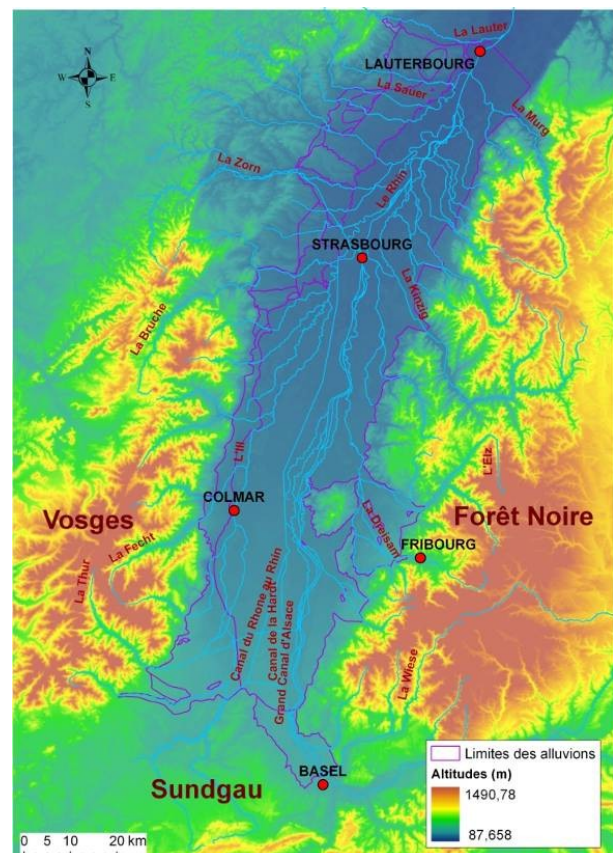 La Lauter
LAUTERBOURG
N
W E
S
La Sauer
La Murg
La Zorn
Le Rhin
STRASBOURG
La Kinzig
La Bruche
L'Ill
L'Elz
COLMAR
Vosges
Forêt Noire
La Dreisam
FRIBOURG
La Fecht
La Thur
Canal du Rhone au Rhin
Canal de la Hardt
Grand Canal d'Alsace
La Wiese
Limites des alluvions
Altitudes (m)
1490,78
87,658
BASEL
Sundgau
0 5 10 20 km